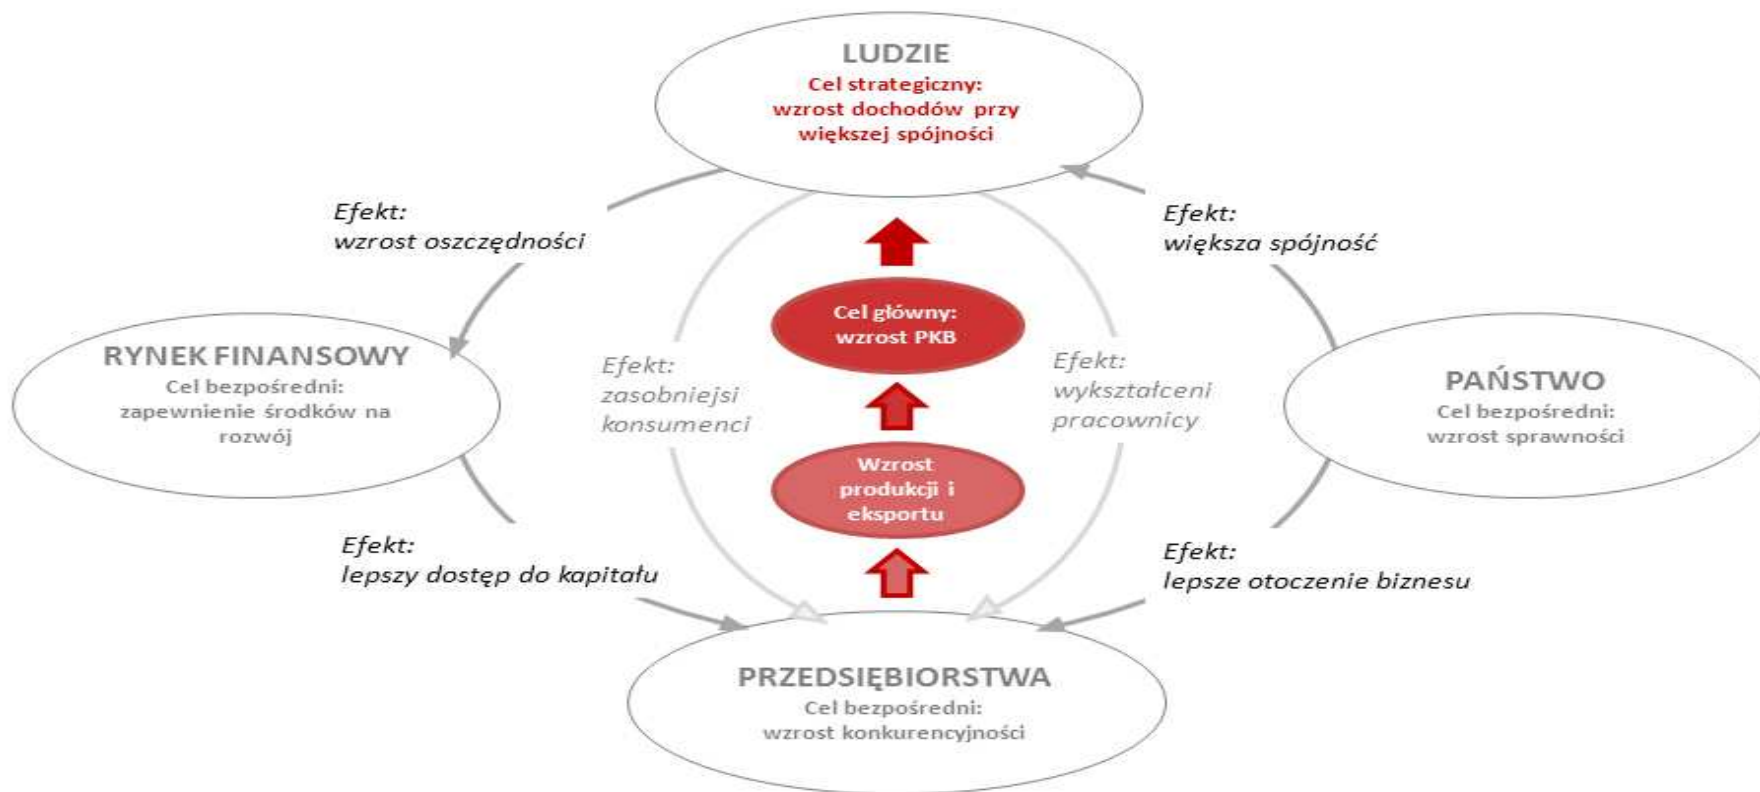 LUDZIE
Cel strategiczny:
wzrost dochodów przy
większej spójności
Efekt:
wzrost oszczędności
Efekt:
większa spójność
Cel główny:
wzrost PKB
RYNEK FINANSOWY
Cel bezpośredni:
zapewnienie środków na
rozwój
Efekt:
zasobniejsi
konsumenci
Efekt:
wykształceni
pracownicy
PAŃSTWO
Cel bezpośredni:
wzrost sprawności
Wzrost
produkcji i
eksportu
Efekt:
lepszy dostęp do kapitału
Efekt:
lepsze otoczenie biznesu
PRZEDSIĘBIORSTWA
Cel bezpośredni:
wzrost konkurencyjności